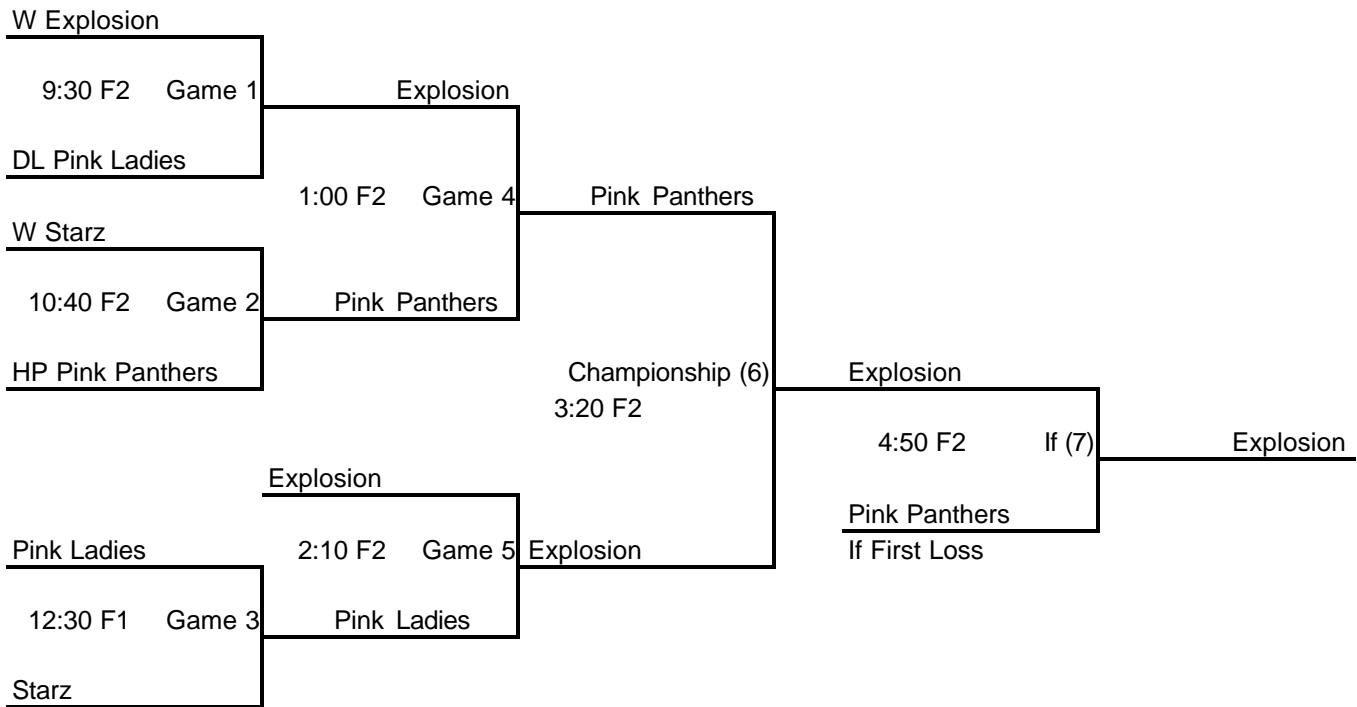 W Explosion
9:30 F2 Game 1
Explosion
DL Pink Ladies
1:00 F2 Game 4
Pink Panthers
W Starz
10:40 F2 Game 2
Pink Panthers
HP Pink Panthers
Championship (6)
3:20 F2
Explosion
4:50 F2 If (7)
Explosion
Explosion
Pink Panthers
If First Loss
Pink Ladies
2:10 F2 Game 5
Explosion
12:30 F1 Game 3
Pink Ladies
Starz